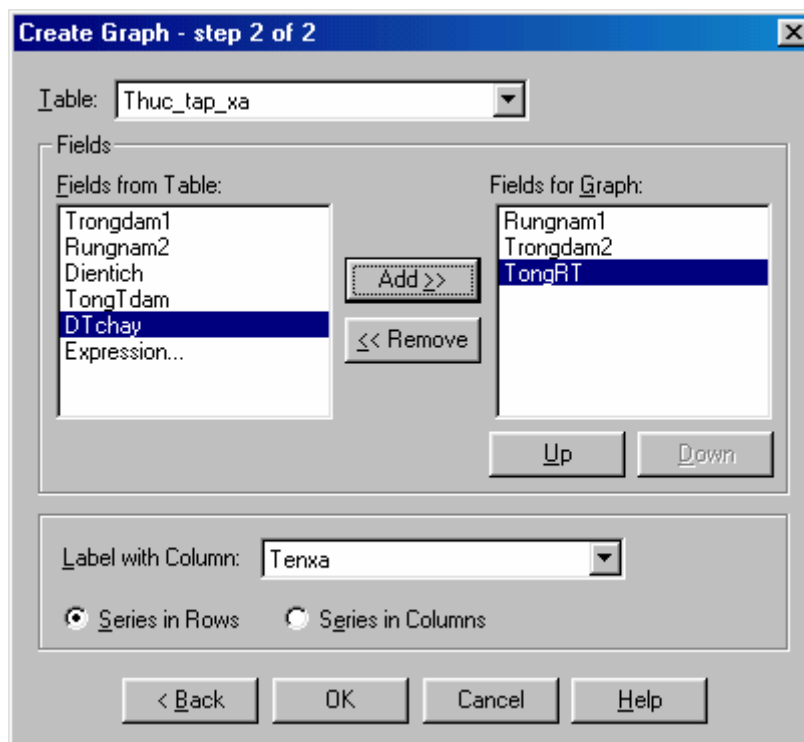 Create Graph - step 2 of 2
Table: Thuc_tap_xa
Fields
Fields from Table:
Trongdam1
Rungnam2
Dientich
TongTdam
DTchay
Expression...
Add >>
<< Remove
Fields for Graph:
Rungnam1
Trongdam2
TongRT
Up
Down
Label with Column: Tenxa
Series in Rows
Series in Columns
< Back
OK
Cancel
Help